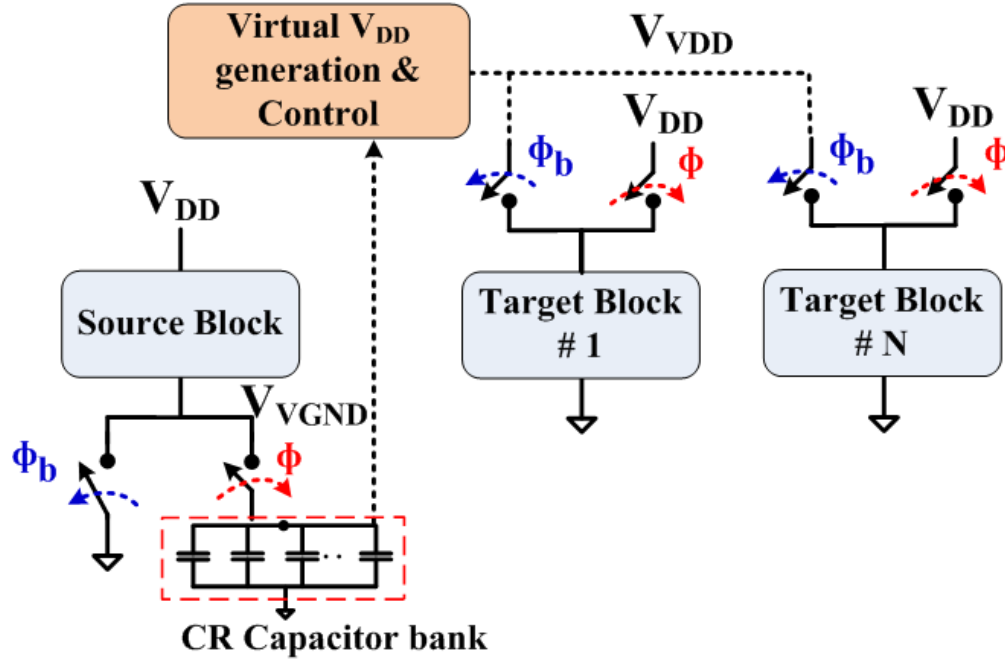 Virtual VDD
generation &
Control
VVDD
VDD
VDD
ϕb
ϕ
ϕb
ϕ
VDD
Source Block
Target Block
# 1
Target Block
# N
VVGND
ϕb
ϕ
..
CR Capacitor bank